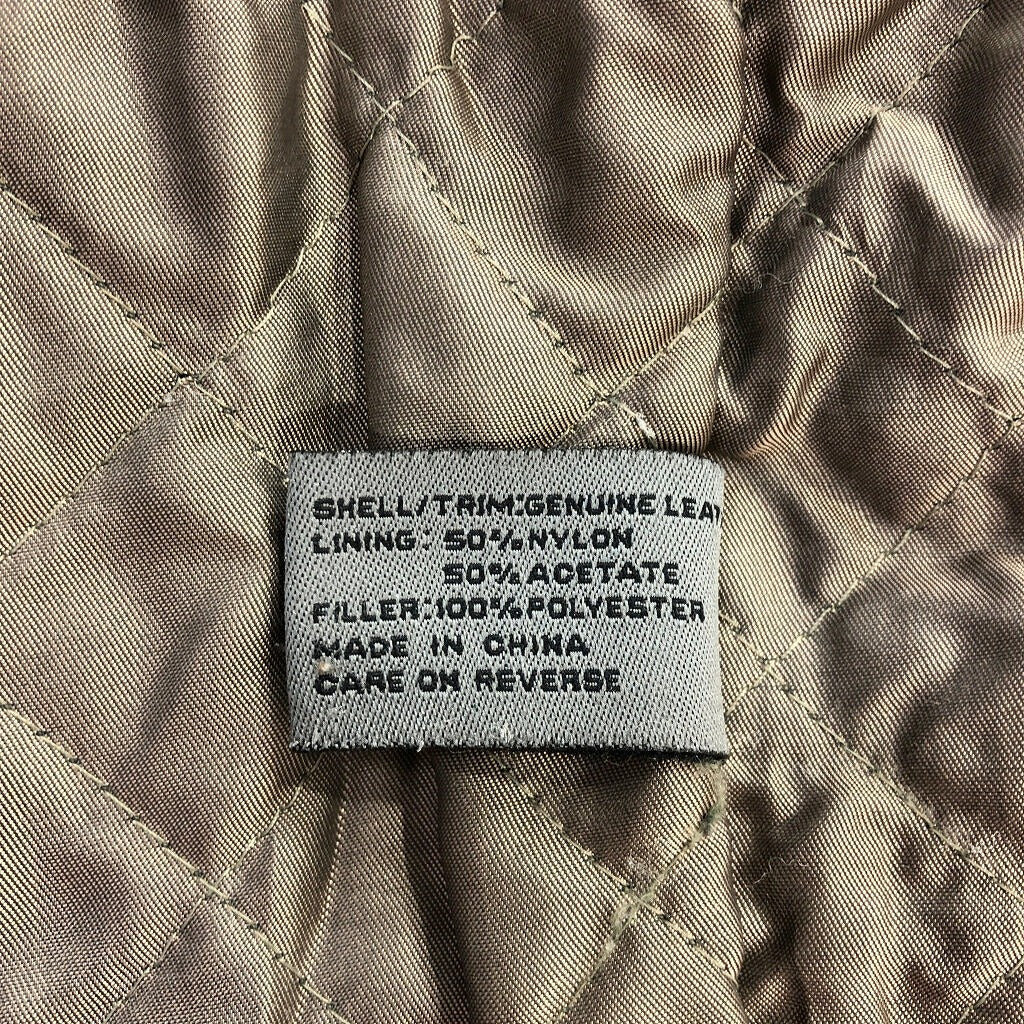 SHELL/TRIM:GENUINE LEAT
LINING: 50% NYLON
50% ACETATE
FILLER:100% POLYESTER
MADE IN CHINA
CARE ON REVERSE